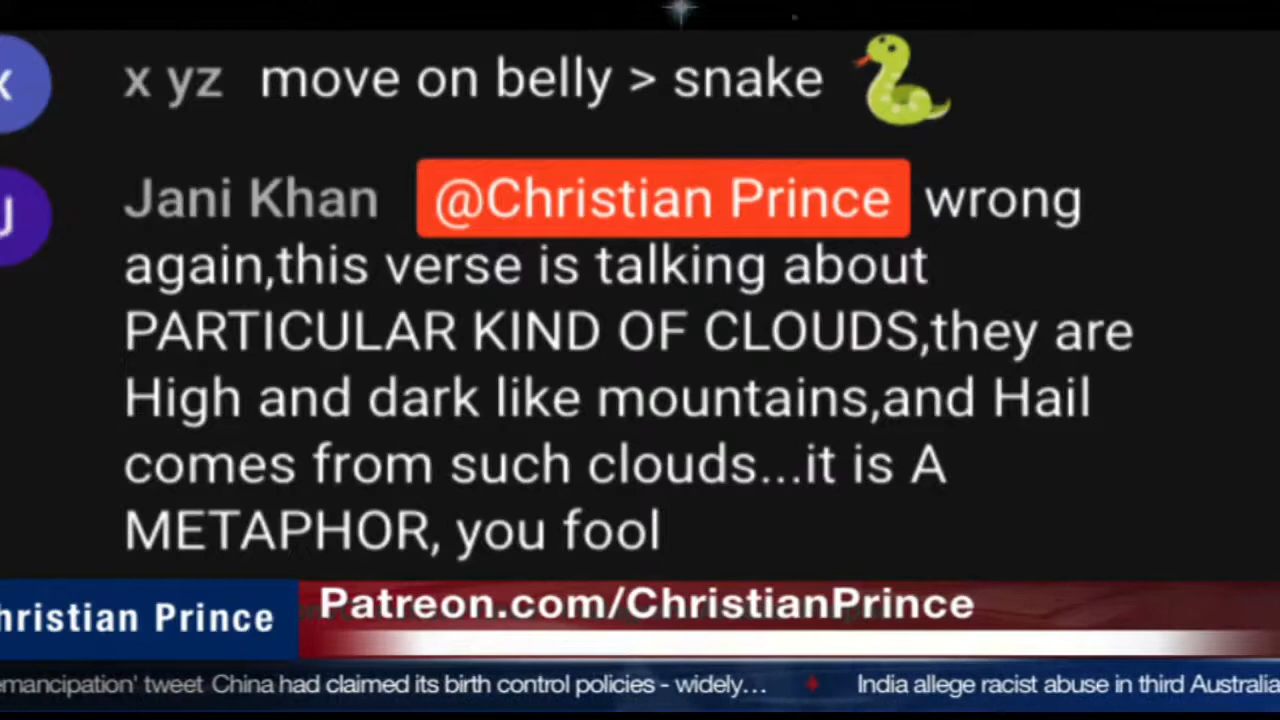 x yz move on belly > snake
Jani Khan @Christian Prince wrong
again,this verse is talking about
PARTICULAR KIND OF CLOUDS,they are
High and dark like mountains,and Hail
comes from such clouds...it is A
METAPHOR, you fool
hristian Prince Patreon.com/ChristianPrince
emancipation' tweet China had claimed its birth control policies - widely... India allege racist abuse in third Australia